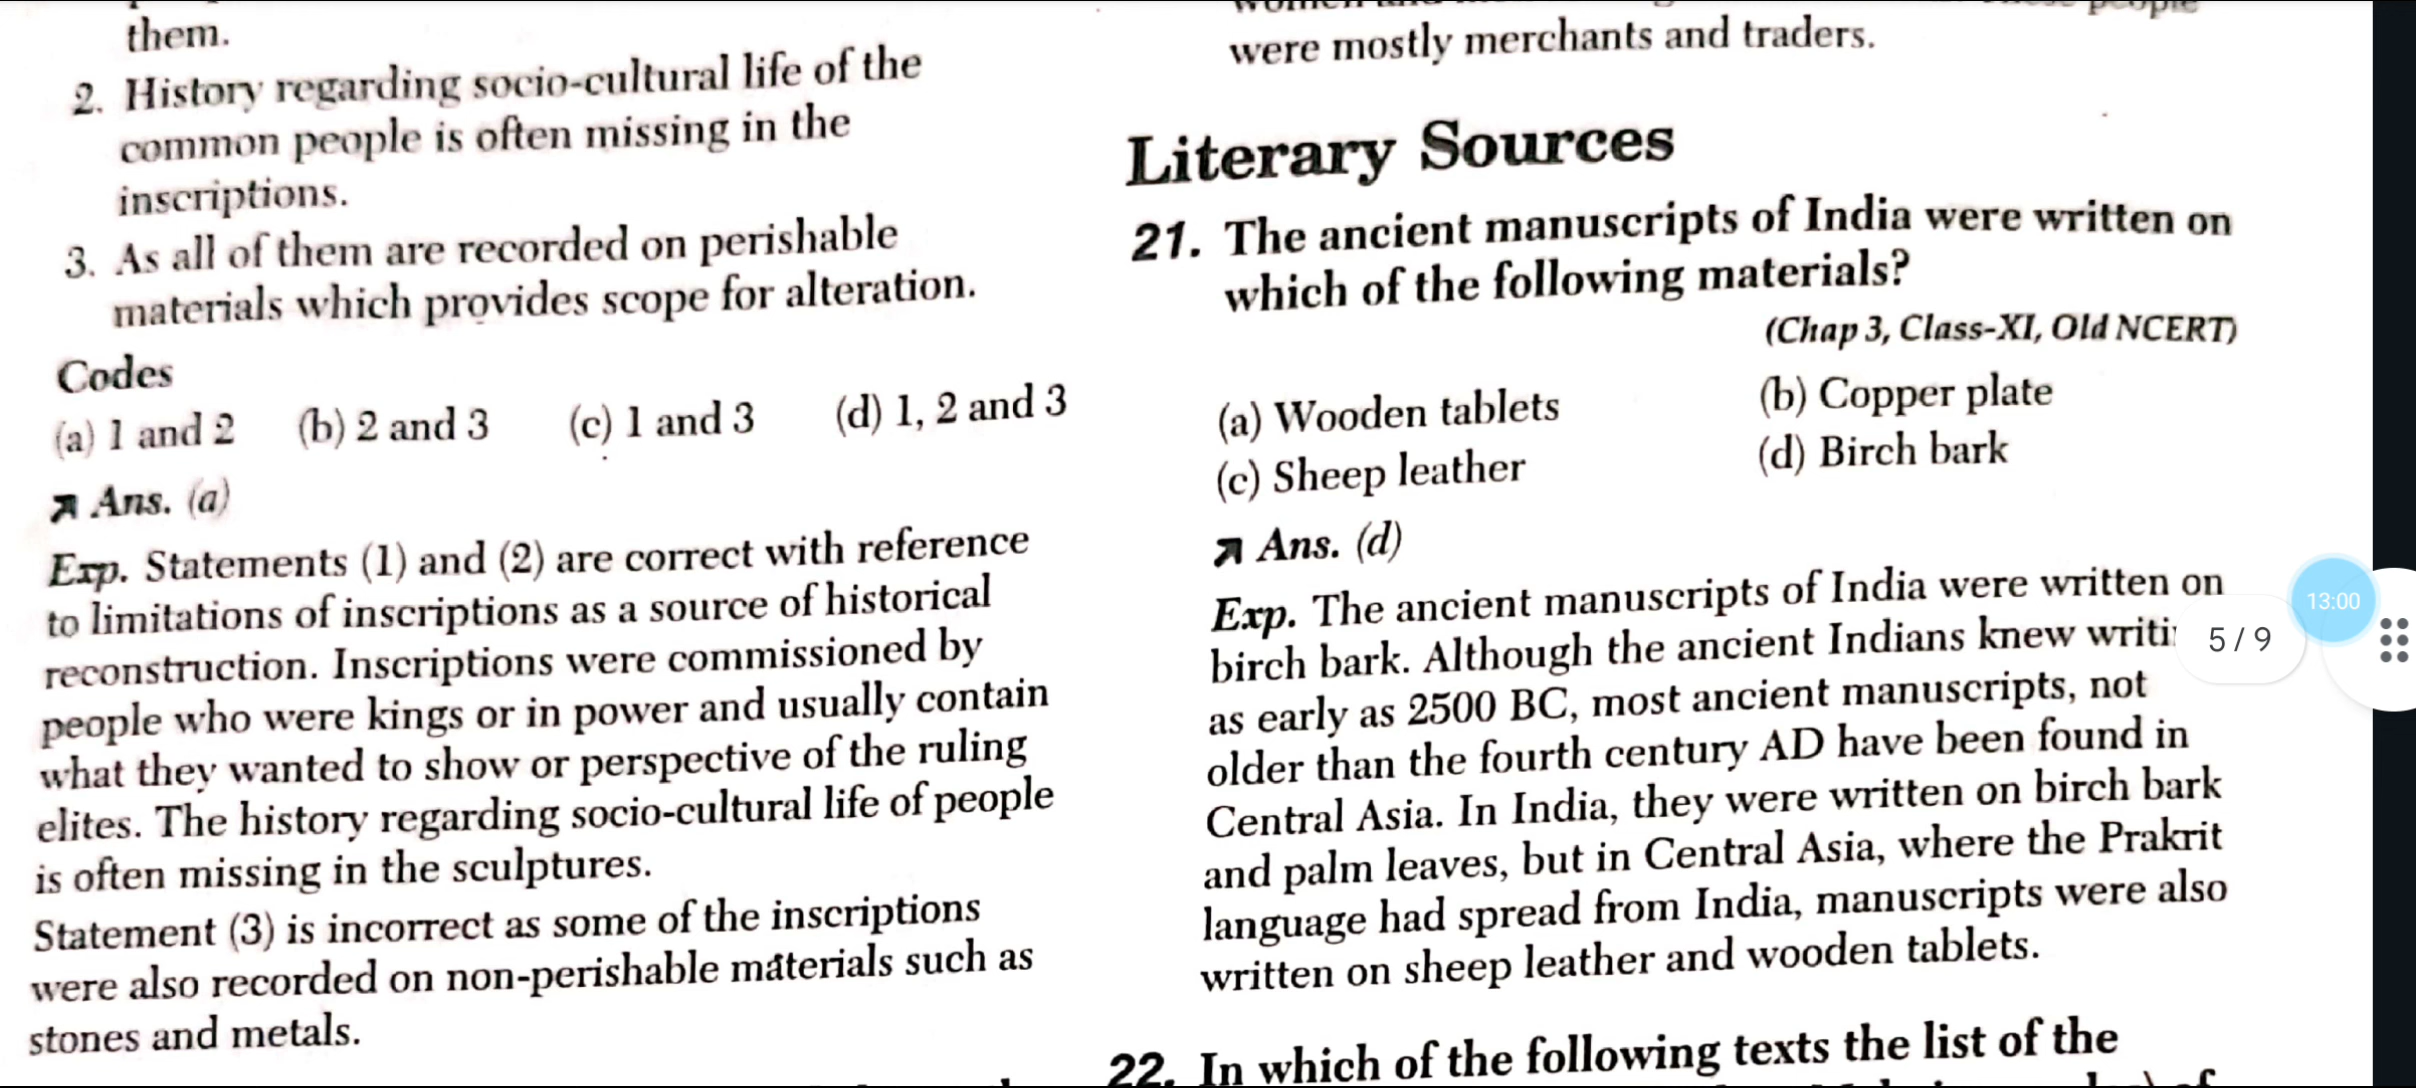 them.
2. History regarding socio-cultural life of the
common people is often missing in the
inscriptions.
3. As all of them are recorded on perishable
materials which provides scope for alteration.
Codes
(a) 1 and 2 (b) 2 and 3 (c) 1 and 3 (d) 1, 2 and 3
Ans. (a)
Exp. Statements (1) and (2) are correct with reference
to limitations of inscriptions as a source of historical
reconstruction. Inscriptions were commissioned by
people who were kings or in power and usually contain
what they wanted to show or perspective of the ruling
elites. The history regarding socio-cultural life of people
is often missing in the sculptures.
Statement (3) is incorrect as some of the inscriptions
were also recorded on non-perishable materials such as
stones and metals.
people
were mostly merchants and traders.
Literary Sources
21. The ancient manuscripts of India were written on
which of the following materials?
(Chap 3, Class-XI, Old NCERT)
(a) Wooden tablets (b) Copper plate
(c) Sheep leather (d) Birch bark
Ans. (d)
Exp. The ancient manuscripts of India were written on
birch bark. Although the ancient Indians knew writi
as early as 2500 BC, most ancient manuscripts, not
older than the fourth century AD have been found in
Central Asia. In India, they were written on birch bark
and palm leaves, but in Central Asia, where the Prakrit
language had spread from India, manuscripts were also
written on sheep leather and wooden tablets.
22. In which of the following texts the list of the
13:00
5 / 9